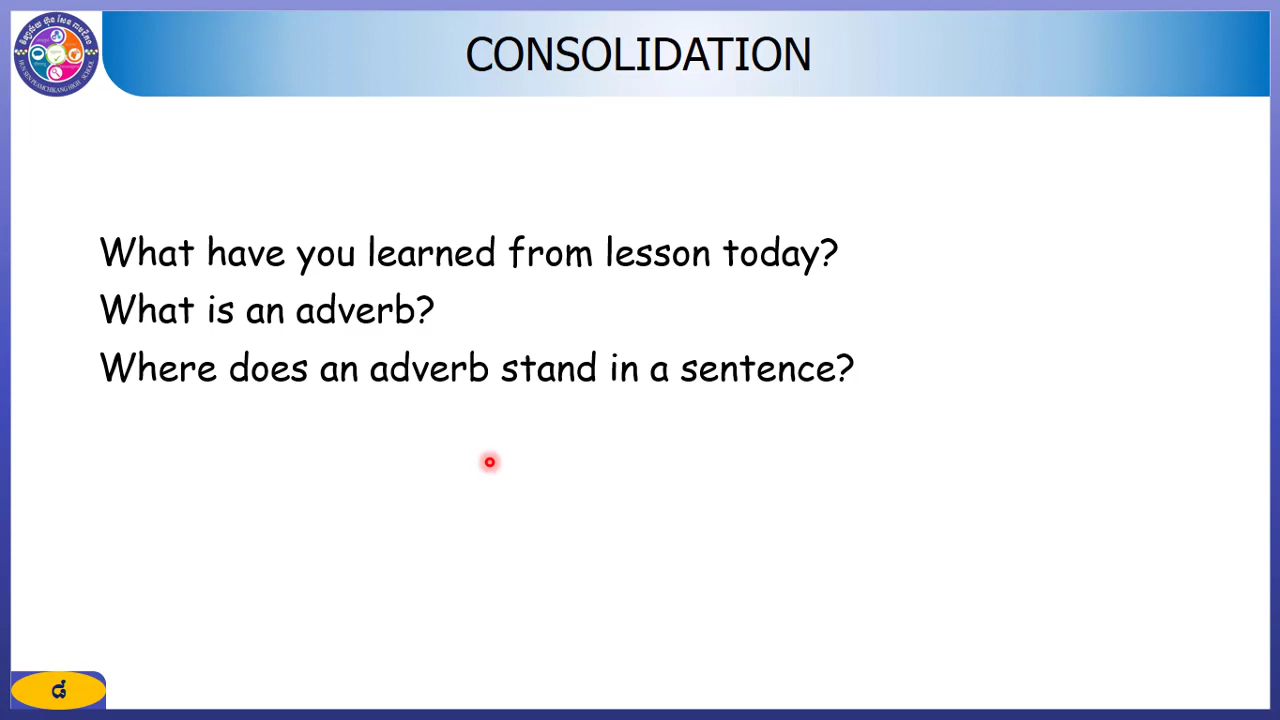 CONSOLIDATION
What have you learned from lesson today?
What is an adverb?
Where does an adverb stand in a sentence?
៨